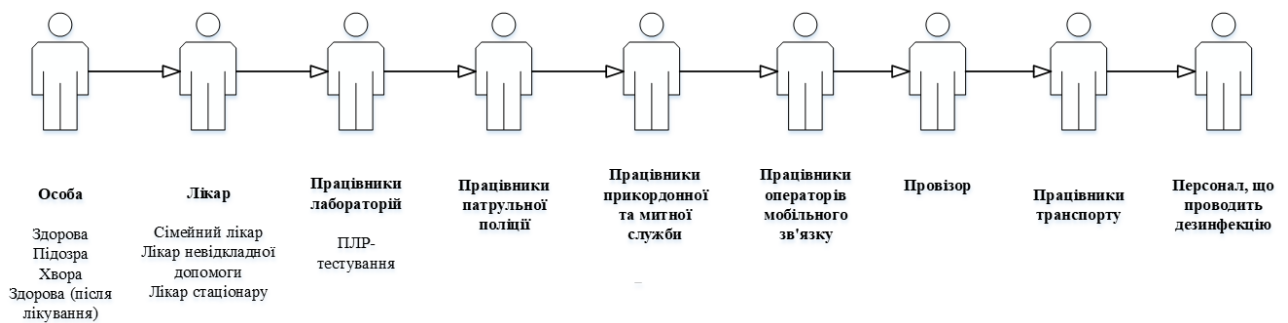 Особа
Здорова
Підозра
Хвора
Здорова (після
лікування)
Лікар
Сімейний лікар
Лікар невідкладної
допомоги
Лікар стаціонару
Працівники
лабораторій
ПЛР-
тестування
Працівники
патрульної
поліції
Працівники
прикордонної
та митної
служби
Працівники
операторів
мобільного
зв'язку
Провізор
Працівники
транспорту
Персонал, що
проводить
дезинфекцію